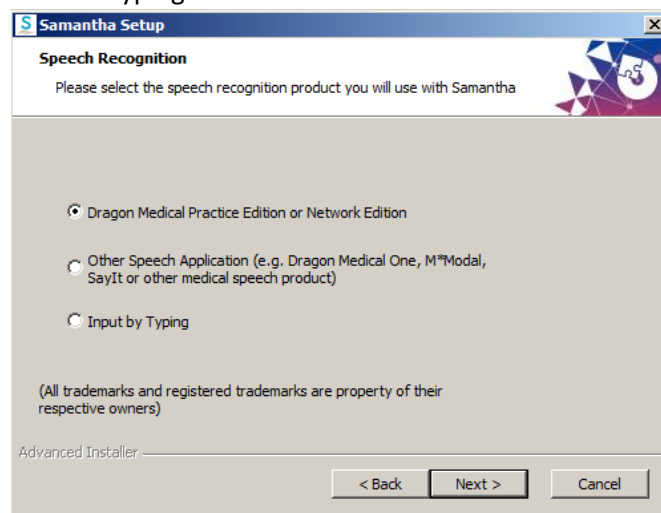 Samantha Setup
Speech Recognition
Please select the speech recognition product you will use with Samantha
Dragon Medical Practice Edition or Network Edition
Other Speech Application (e.g. Dragon Medical One, M*Modal,
SayIt or other medical speech product)
Input by Typing
(All trademarks and registered trademarks are property of their
respective owners)
Advanced Installer
< Back Next > Cancel